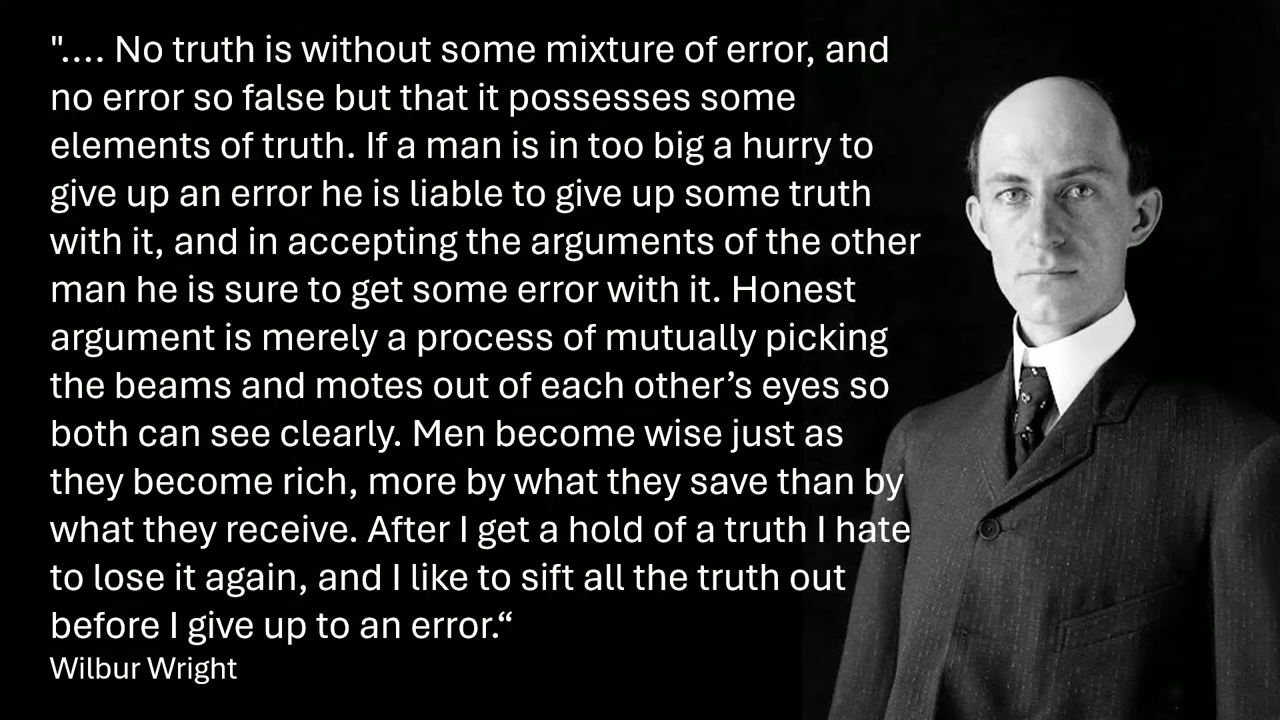 ".... No truth is without some mixture of error, and
no error so false but that it possesses some
elements of truth. If a man is in too big a hurry to
give up an error he is liable to give up some truth
with it, and in accepting the arguments of the other
man he is sure to get some error with it. Honest
argument is merely a process of mutually picking
the beams and motes out of each other’s eyes so
both can see clearly. Men become wise just as
they become rich, more by what they save than by
what they receive. After I get a hold of a truth I hate
to lose it again, and I like to sift all the truth out
before I give up to an error.“
Wilbur Wright